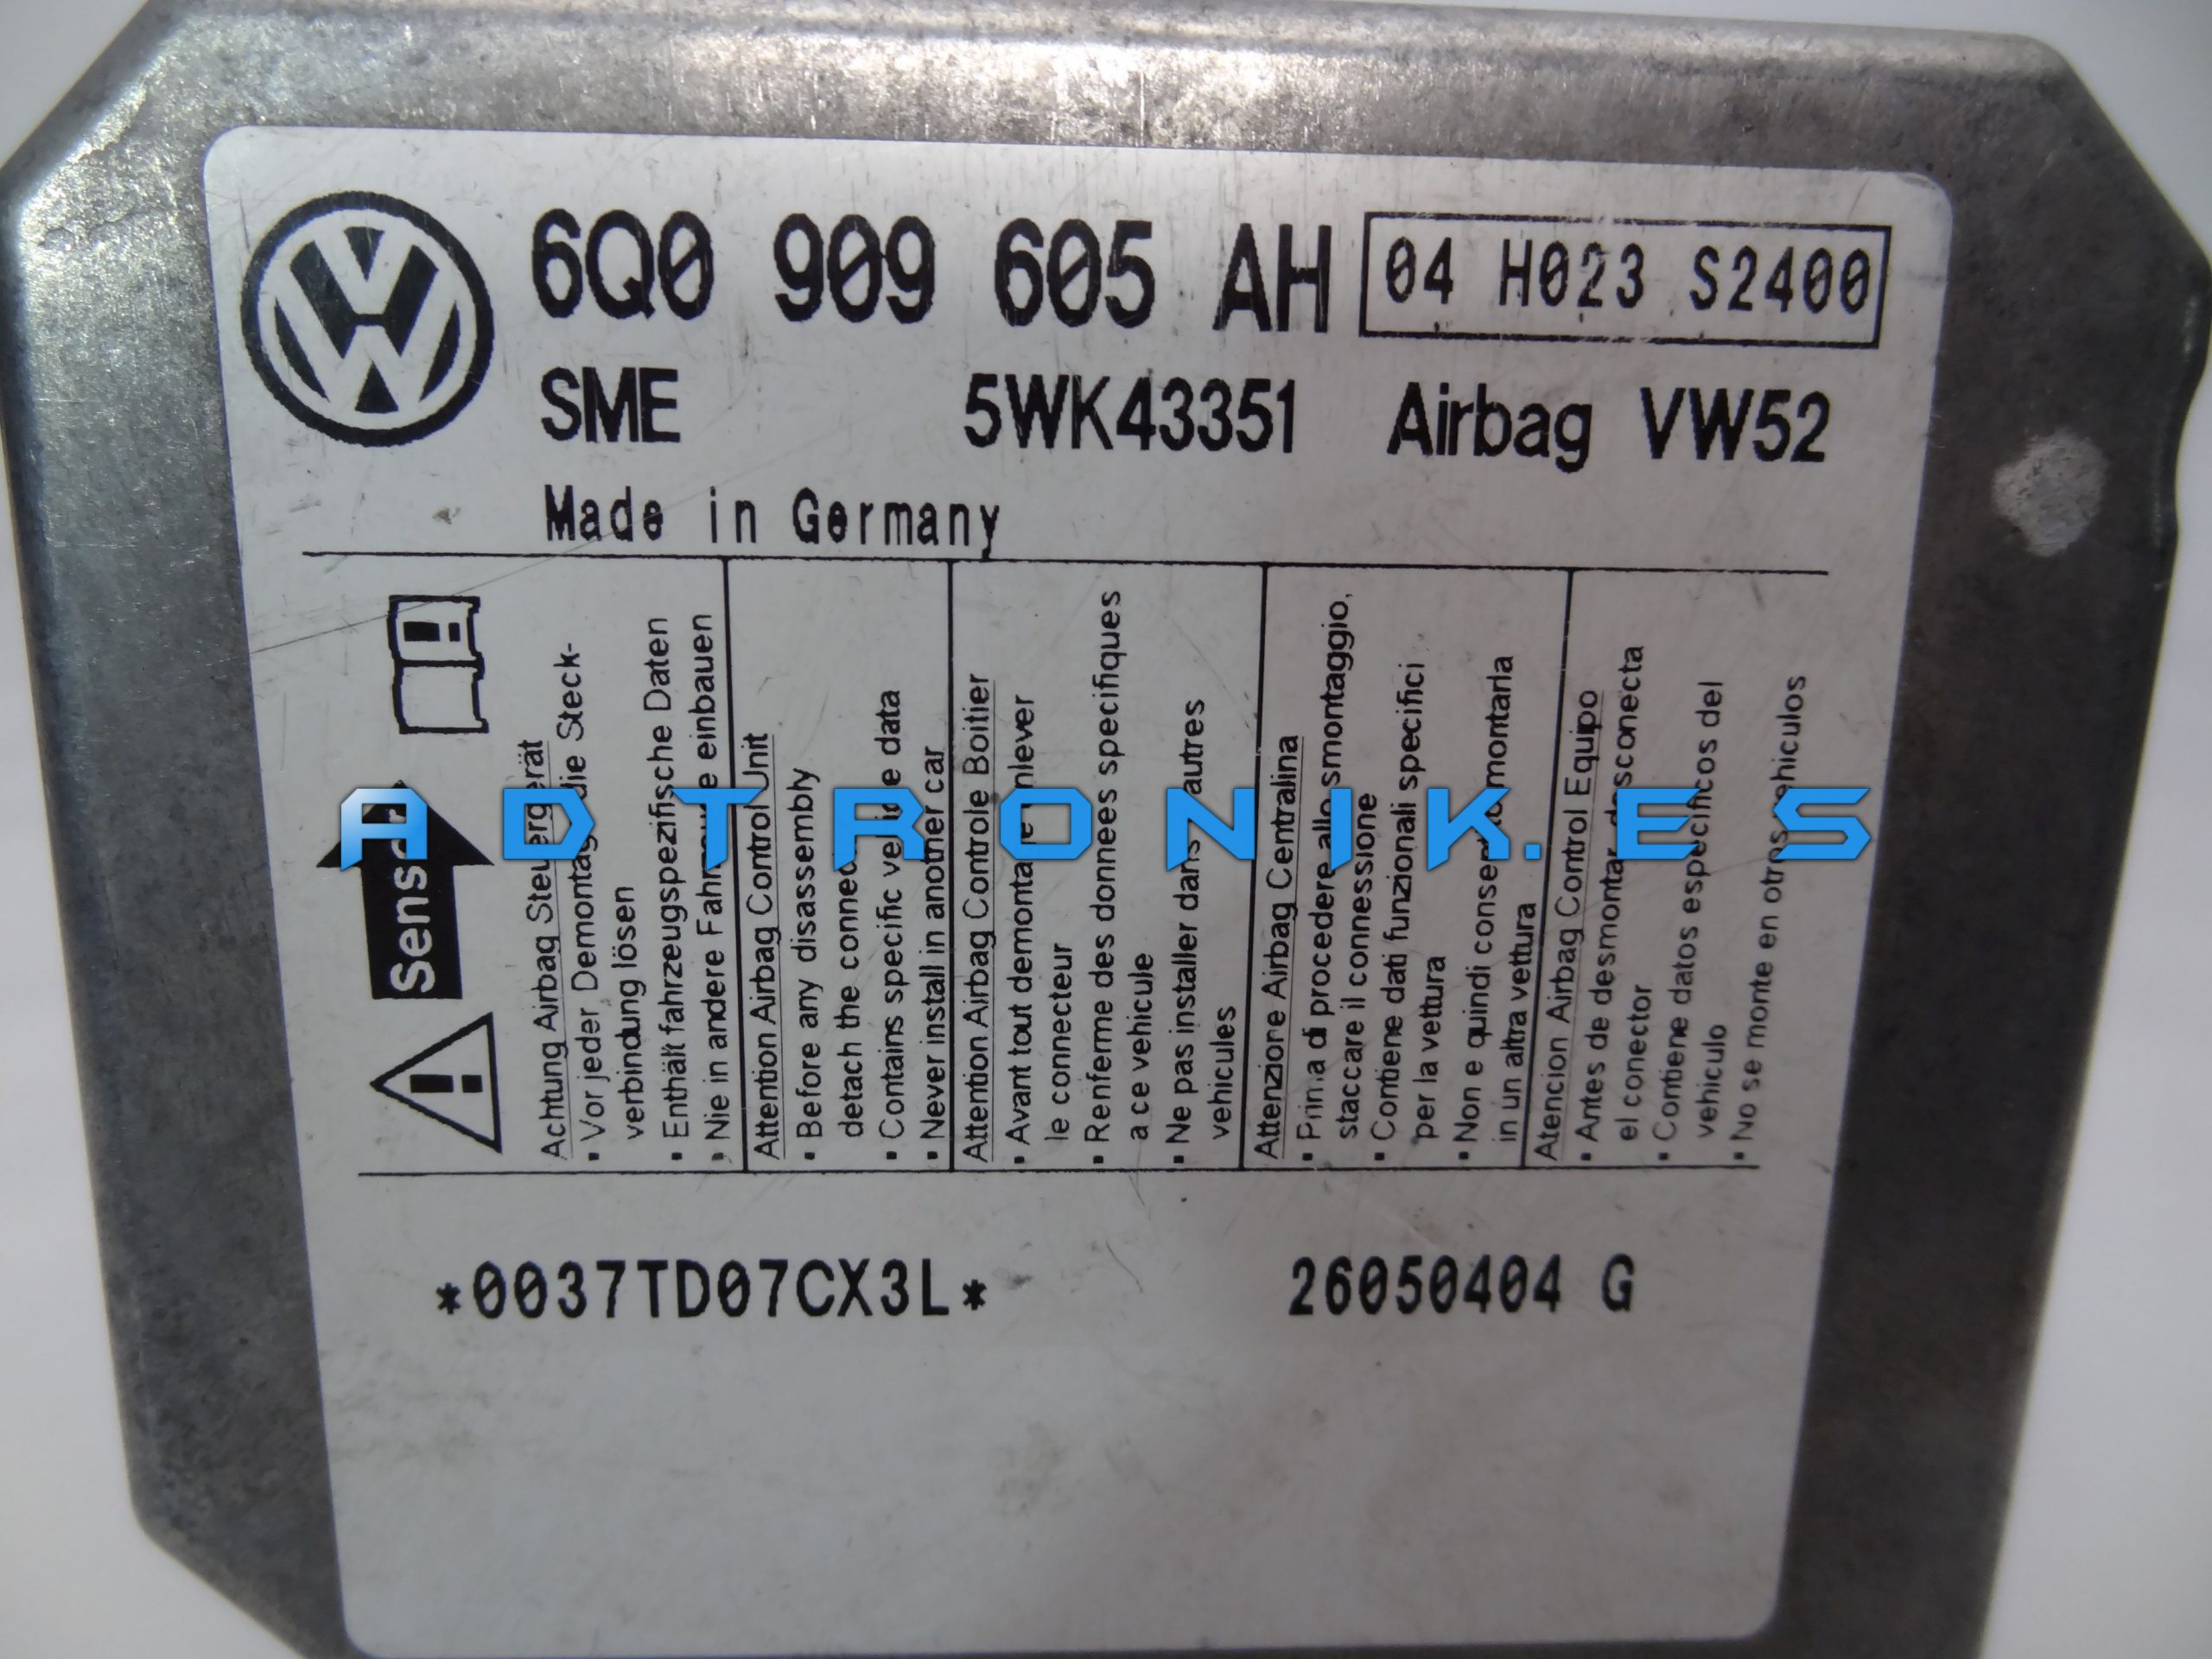 6Q0 909 605 AH 04 H023 S2400
SME 5WK43351 Airbag VW52
Made in Germany
Sensor
Achtung Airbag Steuergerät
• Vor jeder Demontage die Steck-
verbindung lösen
• Enthält fahrzeugspezifische Daten
• Nie in andere Fahrzeuge einbauen
Attention Airbag Control Unit
• Before any disassembly
detach the connec
• Contains specific vehicle data
• Never install in another car
Attention Airbag Controle Boitier
• Avant tout demontage enlever
le connecteur
• Renferme des donnees specifiques
a ce vehicule
• Ne pas installer dans autres
vehicules
Attenzione Airbag Centralina
• Prima di procedere allo smontaggio,
staccare il connessione
• Contiene dati funzionali specifici
per la vettura
• Non e quindi consentito montarla
in un altra vettura
Atencion Airbag Control Equipo
• Antes de desmontar desconecta
el conector
• Contiene datos especificos del
vehiculo
• No se monte en otros vehiculos
ADTRONIK.ES
*0037TD07CX3L* 26050404 G